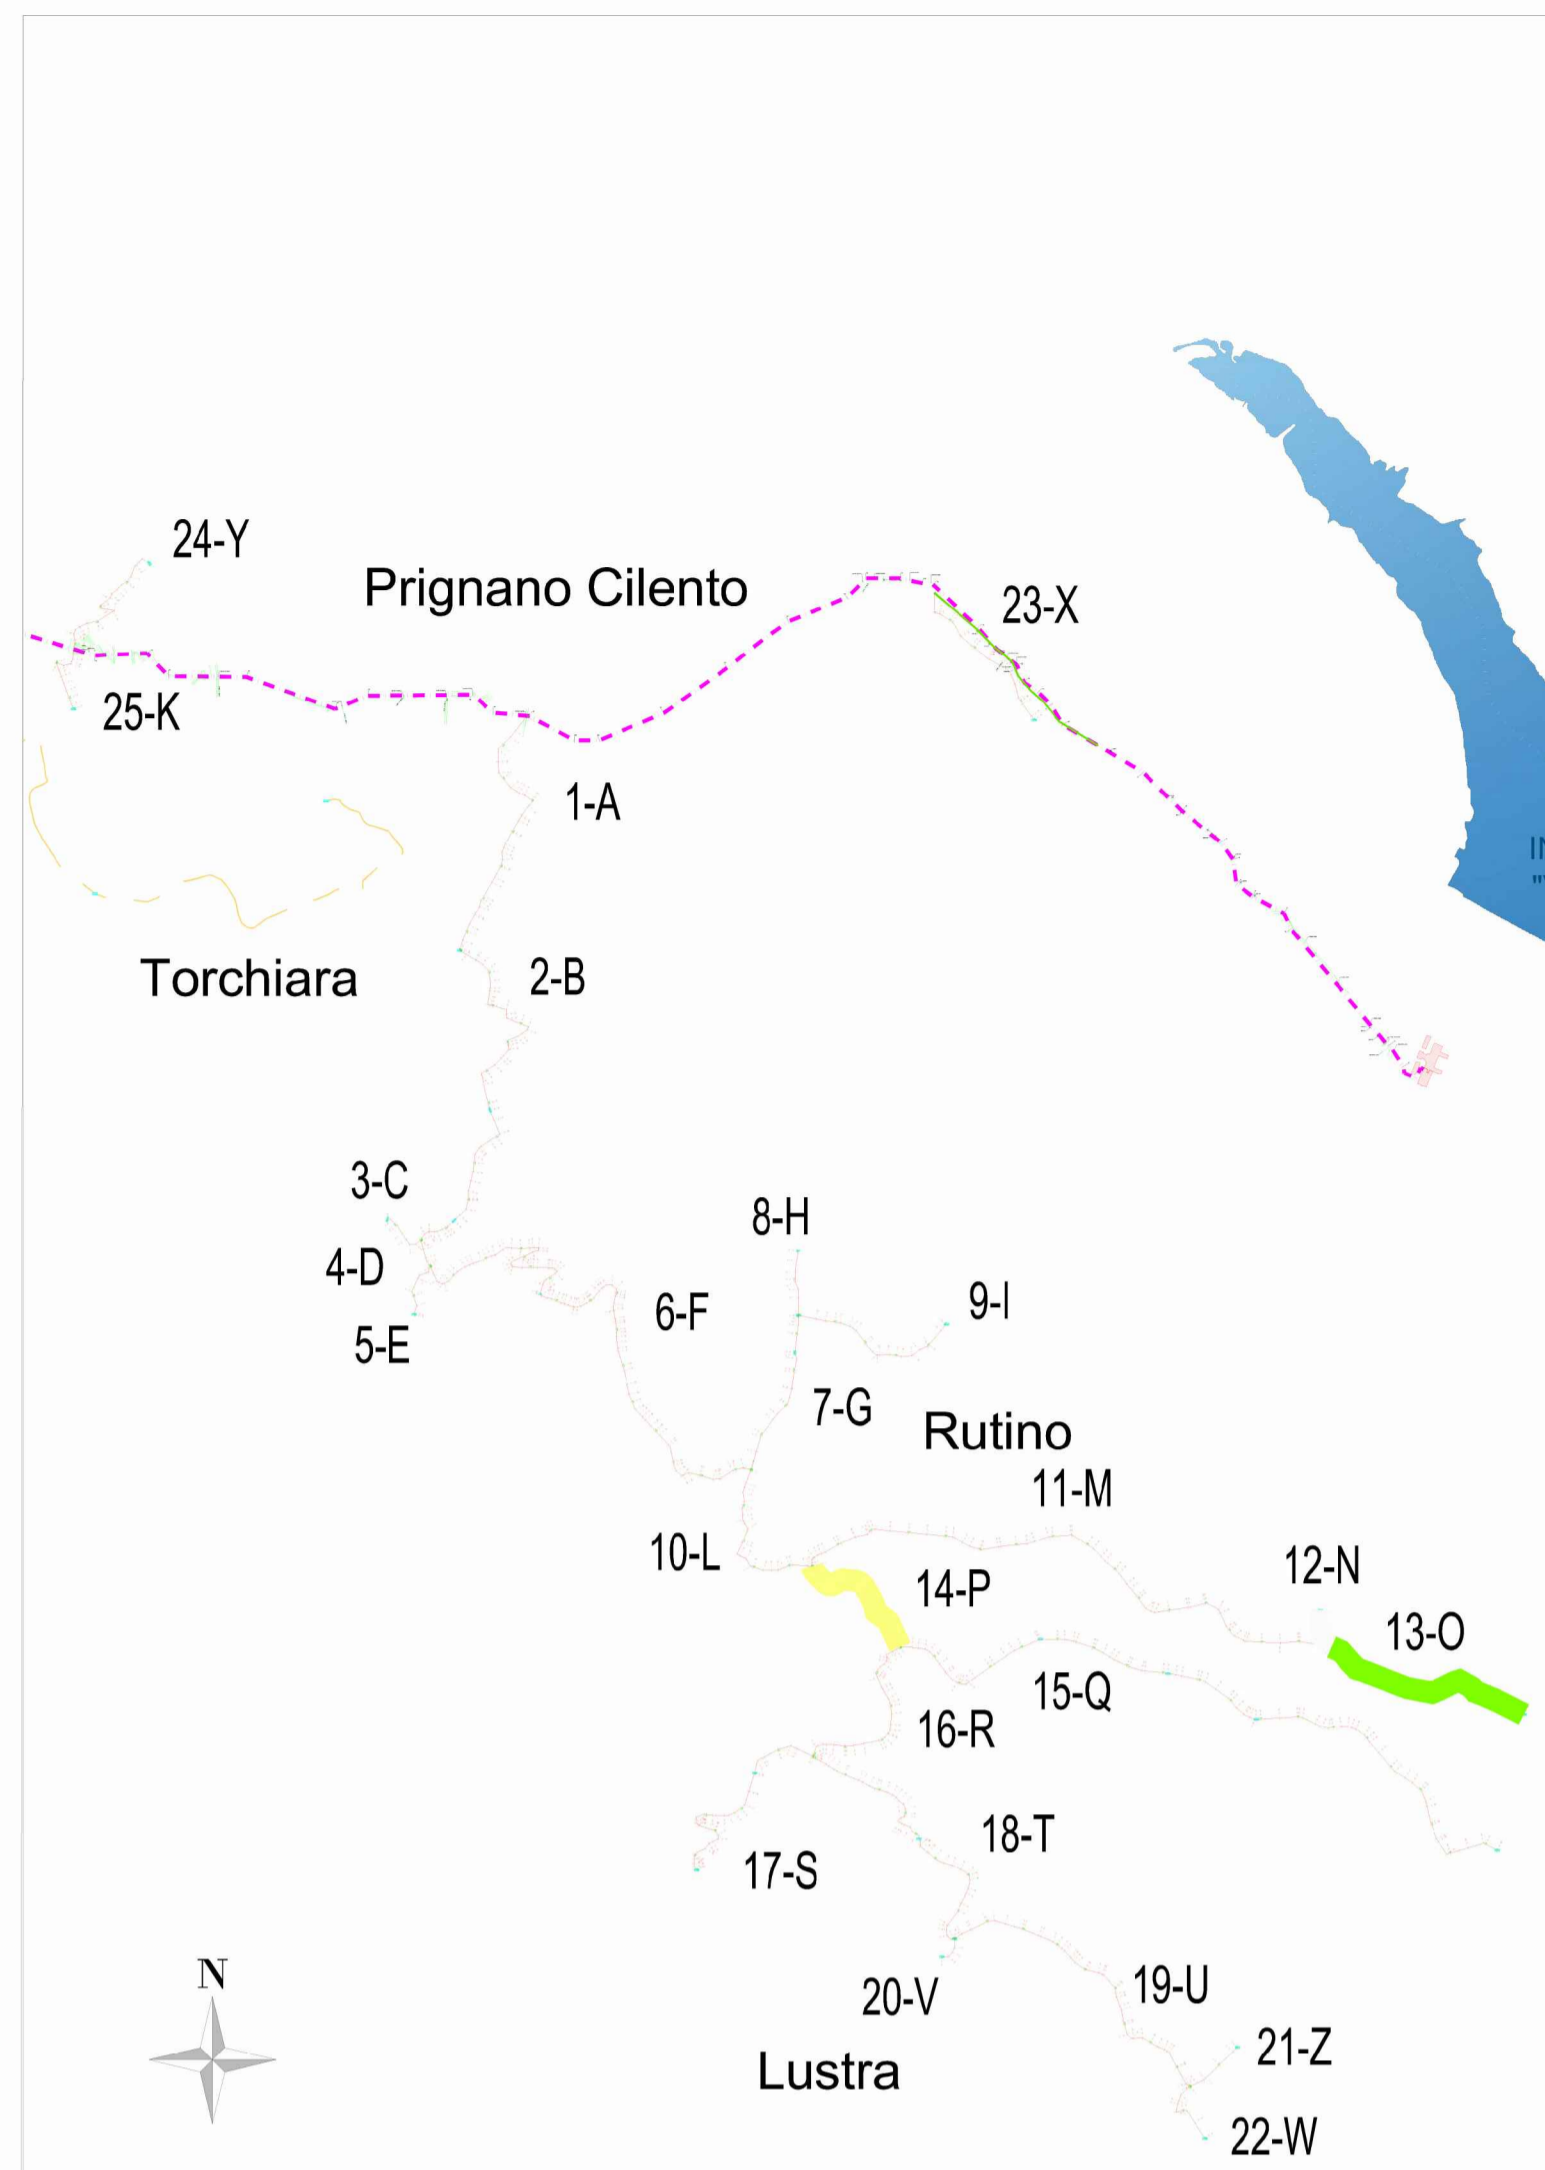 24-Y
Prignano Cilento
23-X
25-K
1-A
IN
Torchiara
2-B
3-C
8-H
4-D
9-I
6-F
5-E
7-G
Rutino
11-M
10-L
12-N
14-P
13-O
15-Q
16-R
18-T
17-S
N
19-U
20-V
21-Z
Lustra
22-W